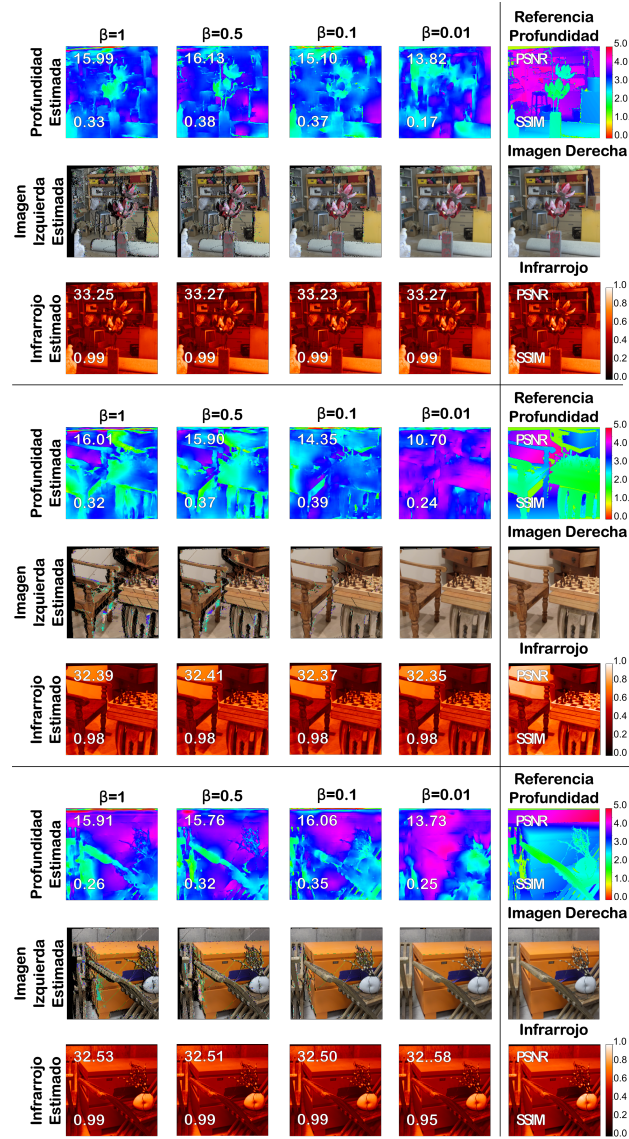 β=1 β=0.5 β=0.1 β=0.01 Referencia Profundidad
Profundidad Estimada
15.99 16.13 15.10 13.82 PSNR
0.33 0.38 0.37 0.17 SSIM
5.0
4.0
3.0
2.0
1.0
0.0
Imagen Derecha
Imagen Izquierda Estimada
Infrarrojo
Infrarrojo Estimado
33.25 33.27 33.23 33.27 PSNR
0.99 0.99 0.99 0.99 SSIM
1.0
0.8
0.6
0.4
0.2
0.0
β=1 β=0.5 β=0.1 β=0.01 Referencia Profundidad
Profundidad Estimada
16.01 15.90 14.35 10.70 PSNR
0.32 0.37 0.39 0.24 SSIM
5.0
4.0
3.0
2.0
1.0
0.0
Imagen Derecha
Imagen Izquierda Estimada
Infrarrojo
Infrarrojo Estimado
32.39 32.41 32.37 32.35 PSNR
0.98 0.98 0.98 0.98 SSIM
1.0
0.8
0.6
0.4
0.2
0.0
β=1 β=0.5 β=0.1 β=0.01 Referencia Profundidad
Profundidad Estimada
15.91 15.76 16.06 13.73 PSNR
0.26 0.32 0.35 0.25 SSIM
5.0
4.0
3.0
2.0
1.0
0.0
Imagen Derecha
Imagen Izquierda Estimada
Infrarrojo
Infrarrojo Estimado
32.53 32.51 32.50 32..58 PSNR
0.99 0.99 0.99 0.95 SSIM
1.0
0.8
0.6
0.4
0.2
0.0